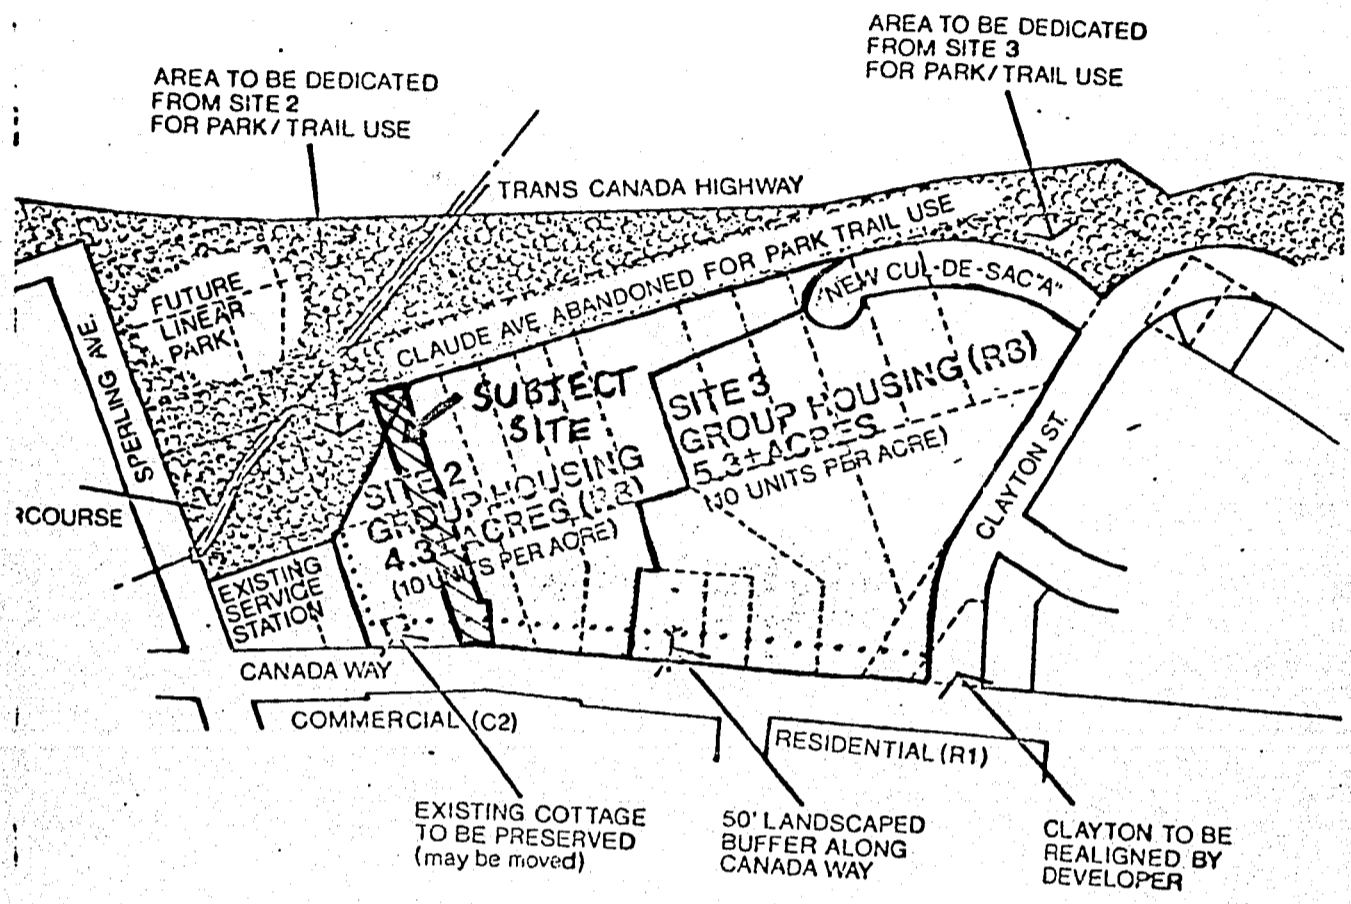 AREA TO BE DEDICATED
FROM SITE 3
FOR PARK/TRAIL USE
AREA TO BE DEDICATED
FROM SITE 2
FOR PARK/TRAIL USE
TRANS CANADA HIGHWAY
CLAUDE AVE ABANDONED FOR PARK TRAIL USE
"NEW CUL-DE-SAC "A"
FUTURE
LINEAR
PARK
SPERLING AVE.
SUBJECT
SITE
SITE 3
GROUP HOUSING (R8)
5.3±ACRES
(10 UNITS PER ACRE)
SITE 2
GROUP HOUSING
4.3± ACRES (R8)
(10 UNITS PER ACRE)
CLAYTON ST.
RCOURSE
EXISTING
SERVICE
STATION
CANADA WAY
COMMERCIAL (C2)
RESIDENTIAL (R1)
EXISTING COTTAGE
TO BE PRESERVED
(may be moved)
50' LANDSCAPED
BUFFER ALONG
CANADA WAY
CLAYTON TO BE
REALIGNED BY
DEVELOPER